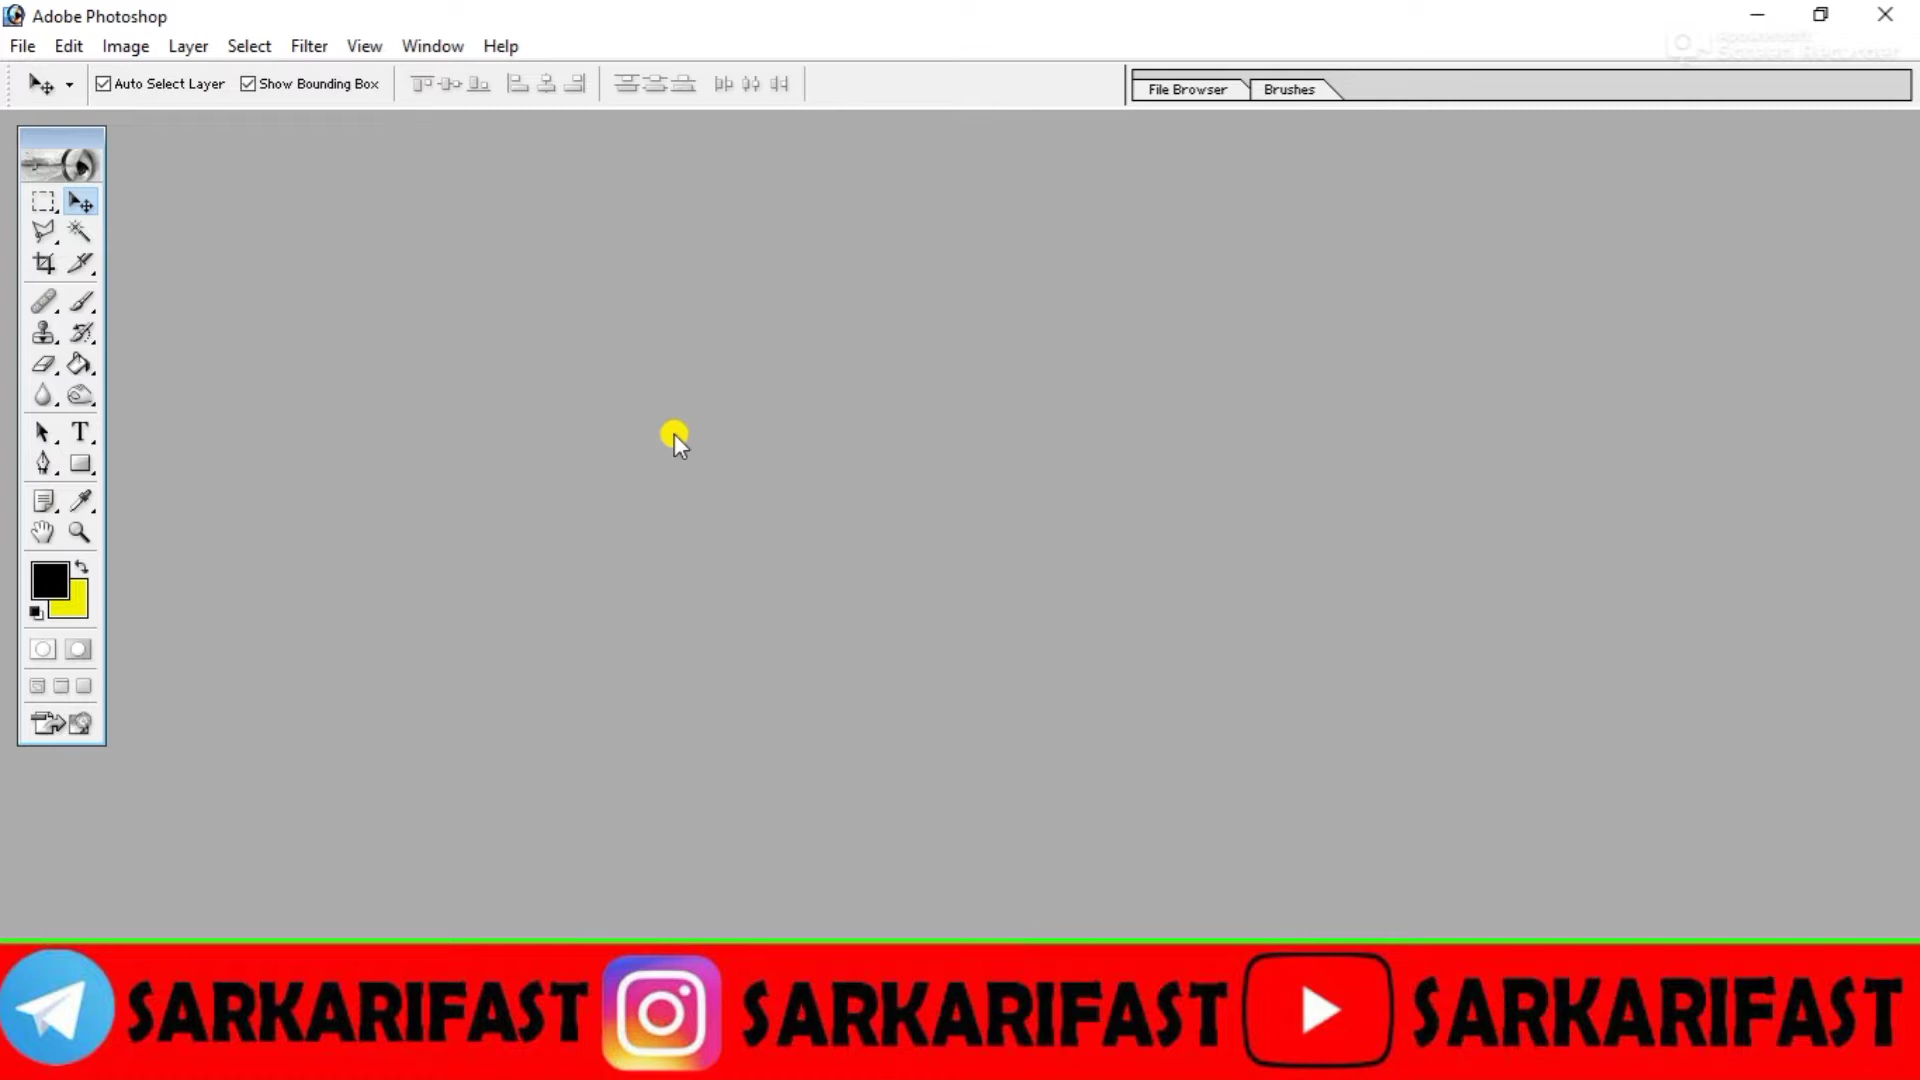 Adobe Photoshop
File Edit Image Layer Select Filter View Window Help
Auto Select Layer Show Bounding Box File Browser Brushes
T
SARKARIFAST SARKARIFAST SARKARIFAST